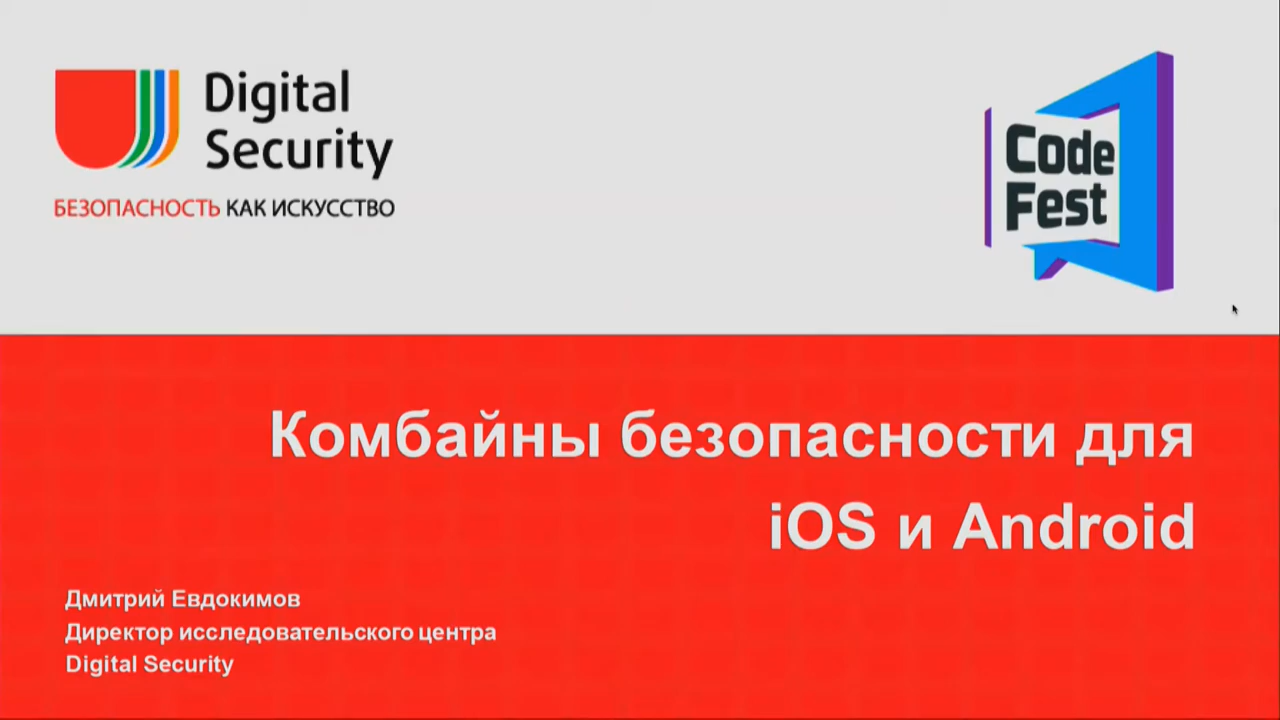 Digital
Security
БЕЗОПАСНОСТЬ КАК ИСКУССТВО
Code
Fest
Комбайны безопасности для
iOS и Android
Дмитрий Евдокимов
Директор исследовательского центра
Digital Security